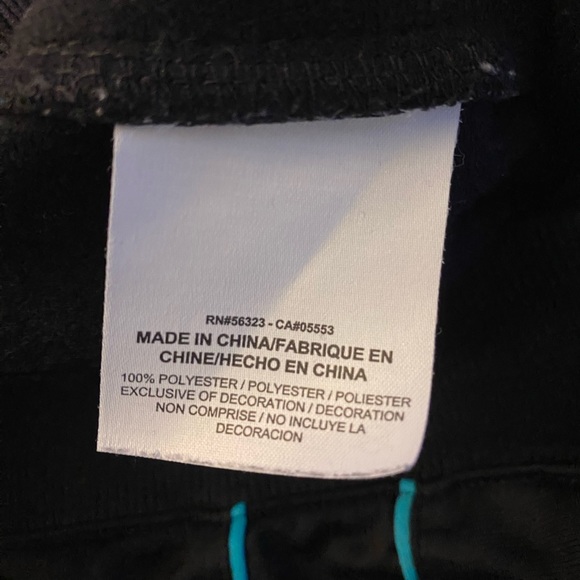 RN#56323 - CA#05553
MADE IN CHINA/FABRIQUE EN
CHINE/HECHO EN CHINA
100% POLYESTER / POLYESTER / POLIESTER
EXCLUSIVE OF DECORATION / DECORATION
NON COMPRISE / NO INCLUYE LA
DECORACION